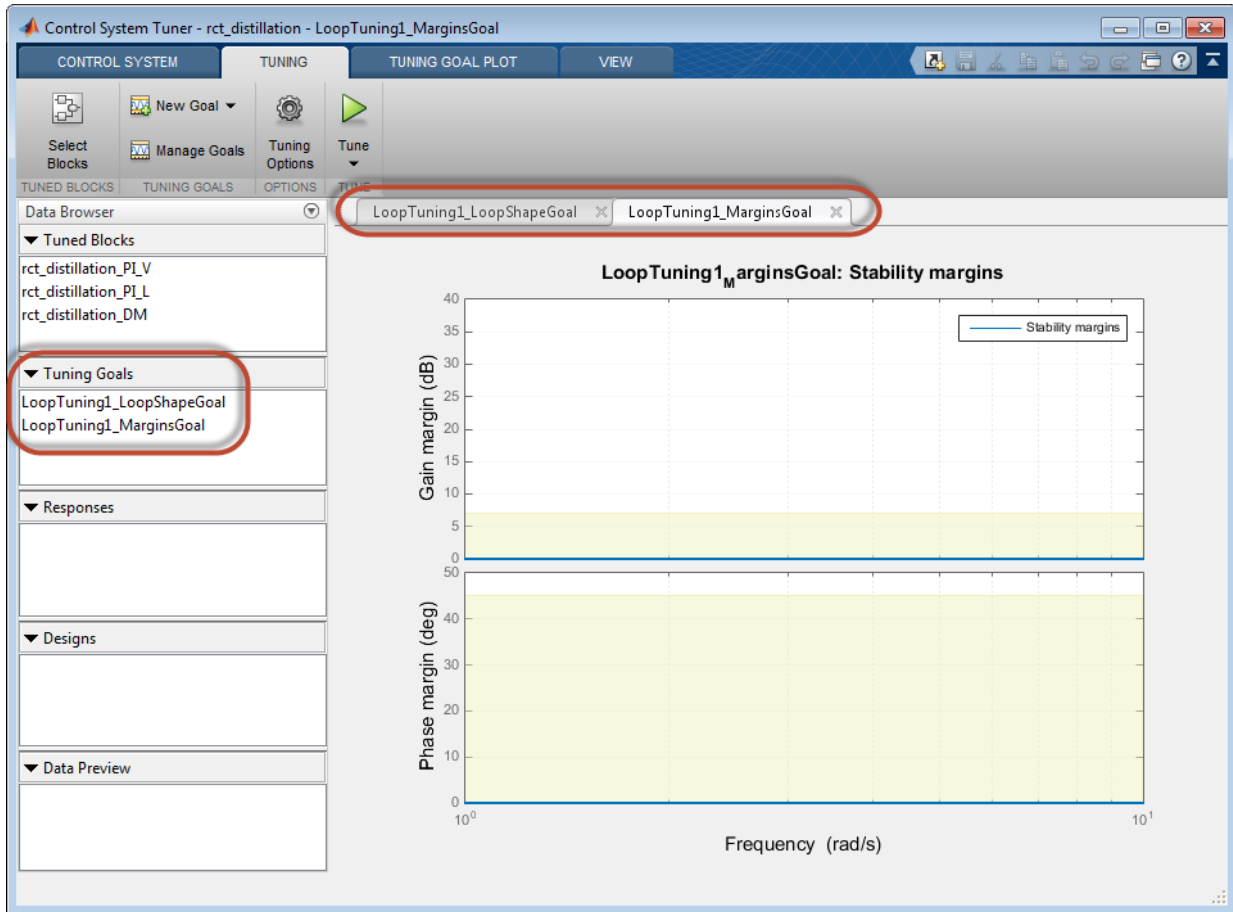 Control System Tuner - rct_distillation - LoopTuning1_MarginsGoal
CONTROL SYSTEM TUNING TUNING GOAL PLOT VIEW
New Goal
Manage Goals
Select
Blocks
Tuning
Options
Tune
TUNED BLOCKS TUNING GOALS OPTIONS TUNE
Data Browser
LoopTuning1_LoopShapeGoal LoopTuning1_MarginsGoal
Tuned Blocks
rct_distillation_PI_V
rct_distillation_PI_L
rct_distillation_DM
Tuning Goals
LoopTuning1_LoopShapeGoal
LoopTuning1_MarginsGoal
Responses
Designs
Data Preview
LoopTuning1MarginsGoal: Stability margins
Stability margins
Gain margin (dB)
40
35
30
25
20
15
10
5
0
Phase margin (deg)
50
40
30
20
10
0
10^0 10^1
Frequency (rad/s)